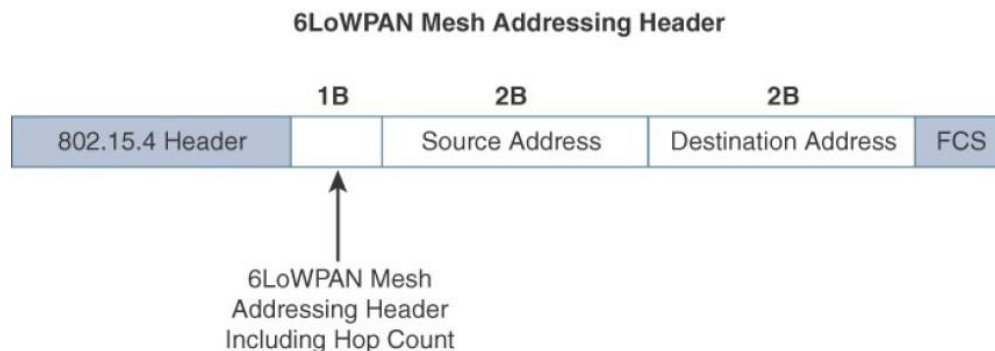 6LoWPAN Mesh Addressing Header
1B 2B 2B
802.15.4 Header Source Address Destination Address FCS
6LoWPAN Mesh
Addressing Header
Including Hop Count